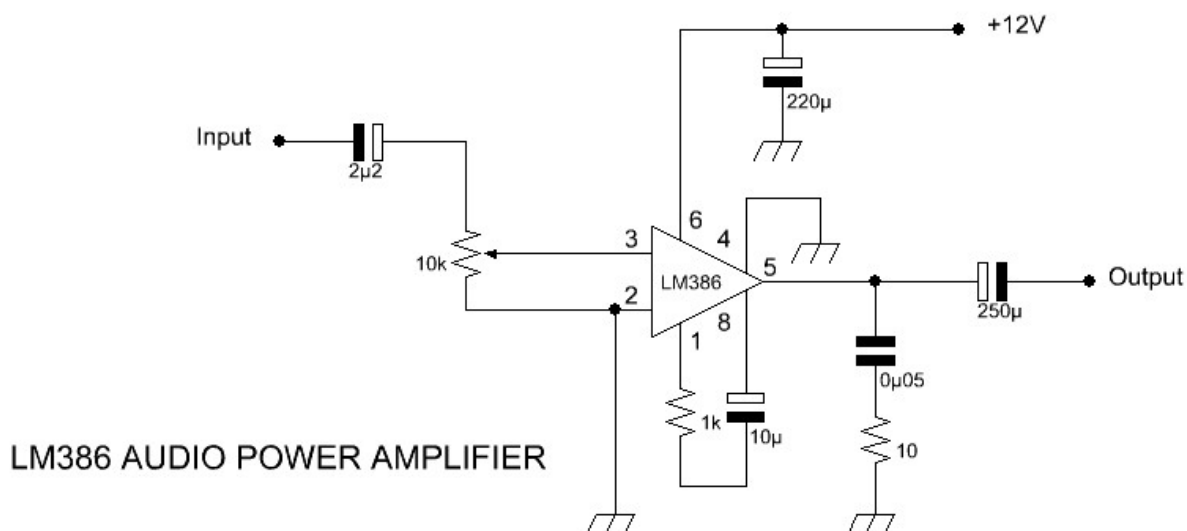 +12V
220µ
Input
2µ2
6
4
3
10k
LM386
5
2
8
1
Output
250µ
0µ05
1k
10µ
10
LM386 AUDIO POWER AMPLIFIER